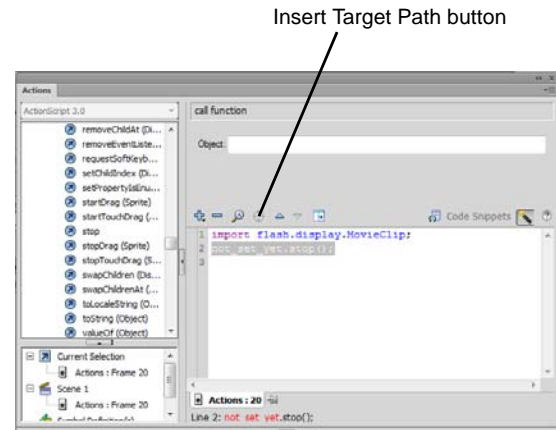 Insert Target Path button
Actions
ActionScript 3.0
call function
removeChildAt (Di...
removeEventListe...
requestSoftKeyb...
setChildIndex (Di...
setPropertyIsEnu...
startDrag (Sprite)
startTouchDrag (...
stop
stopDrag (Sprite)
stopTouchDrag (S...
swapChildren (Dis...
swapChildrenAt (...
toLocaleString (O...
toString (Object)
valueOf (Object)
Object:
Code Snippets
1 import flash.display.MovieClip;
2 not_set_yet.stop();
3
Current Selection
Actions : Frame 20
Scene 1
Actions : Frame 20
Symbol Definition(s)
Actions : 20
Line 2: not_set_yet.stop();